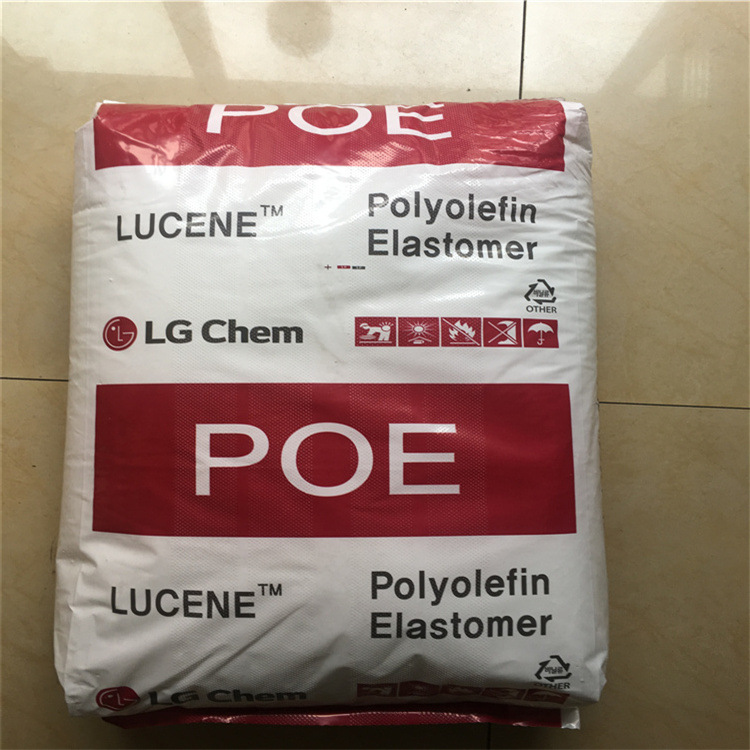 POE
LUCENE™
Polyolefin
Elastomer
OTHER
LG Chem
POE
LUCENE™
Polyolefin
Elastomer
OTHER
LG Chem